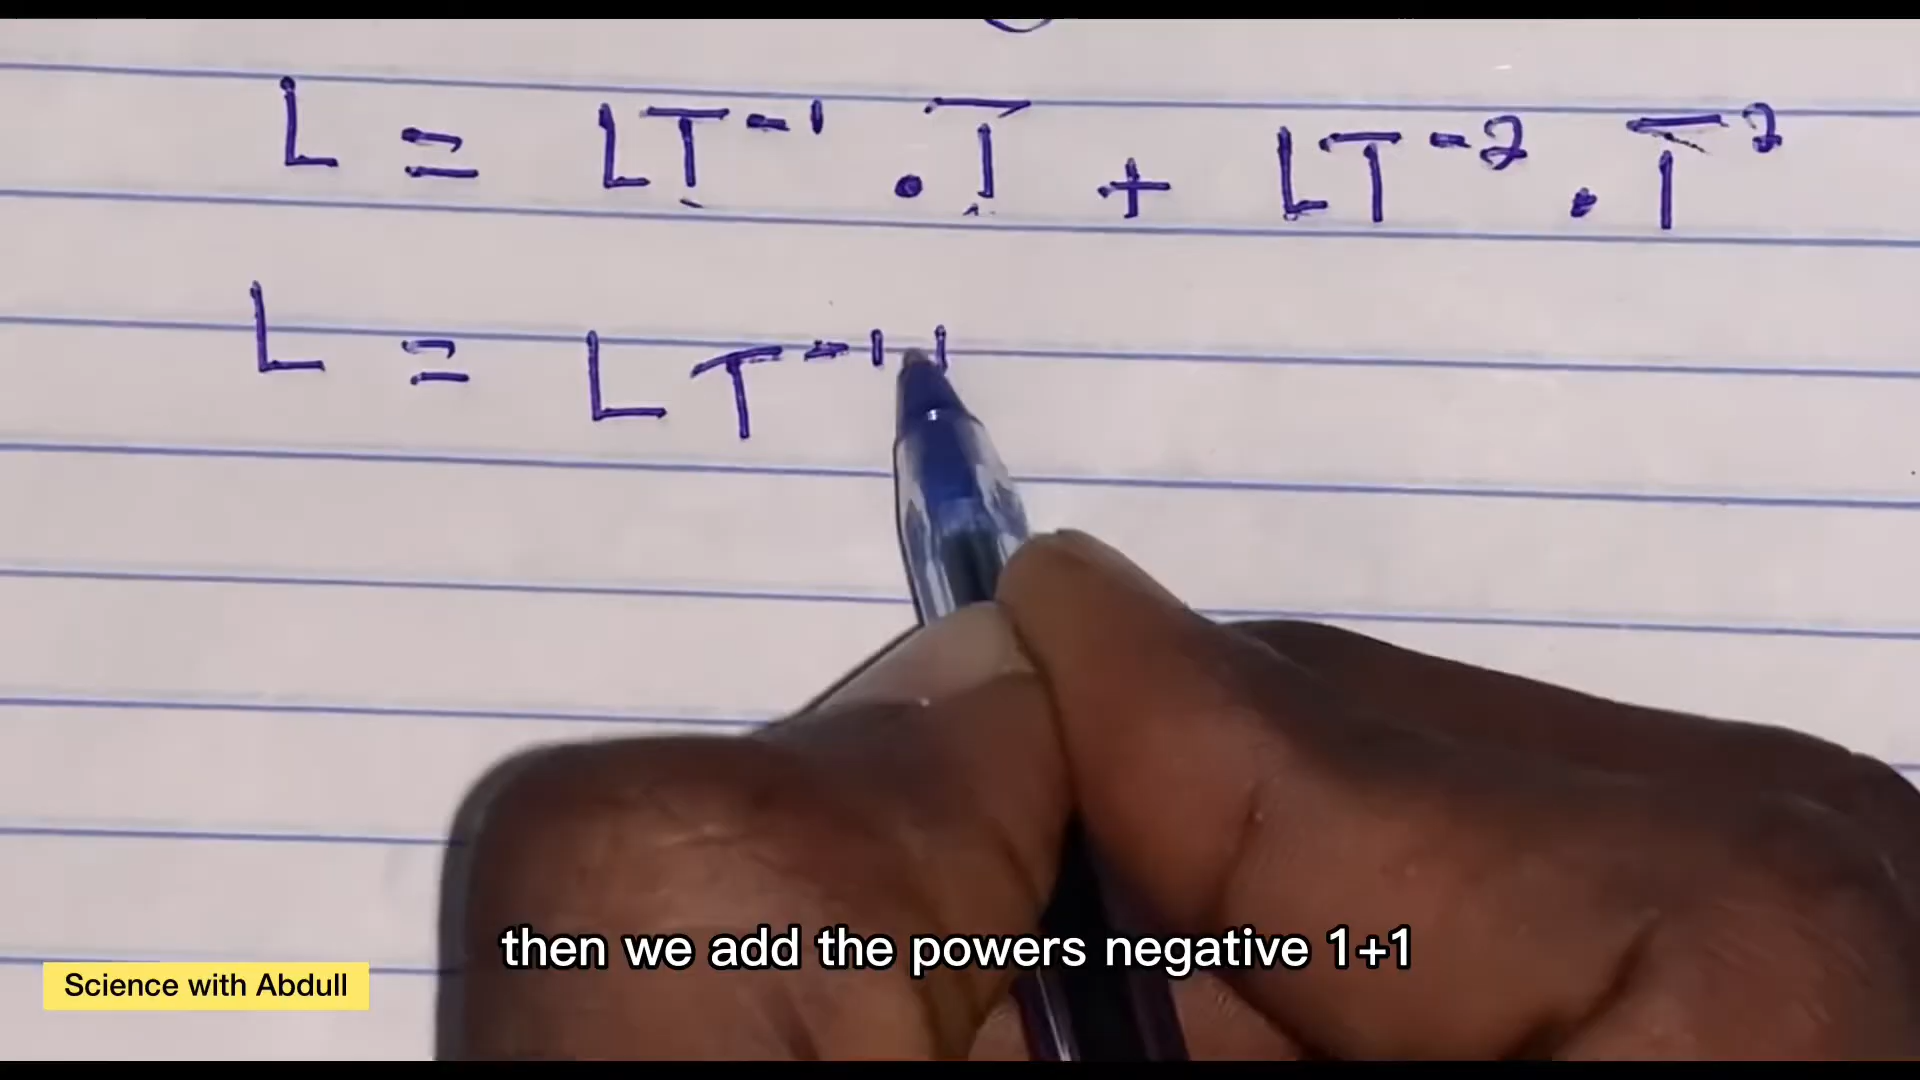 L = LT⁻¹ . T + LT⁻² . T²
L = LT⁻¹ ¹
then we add the powers negative 1+1
Science with Abdull